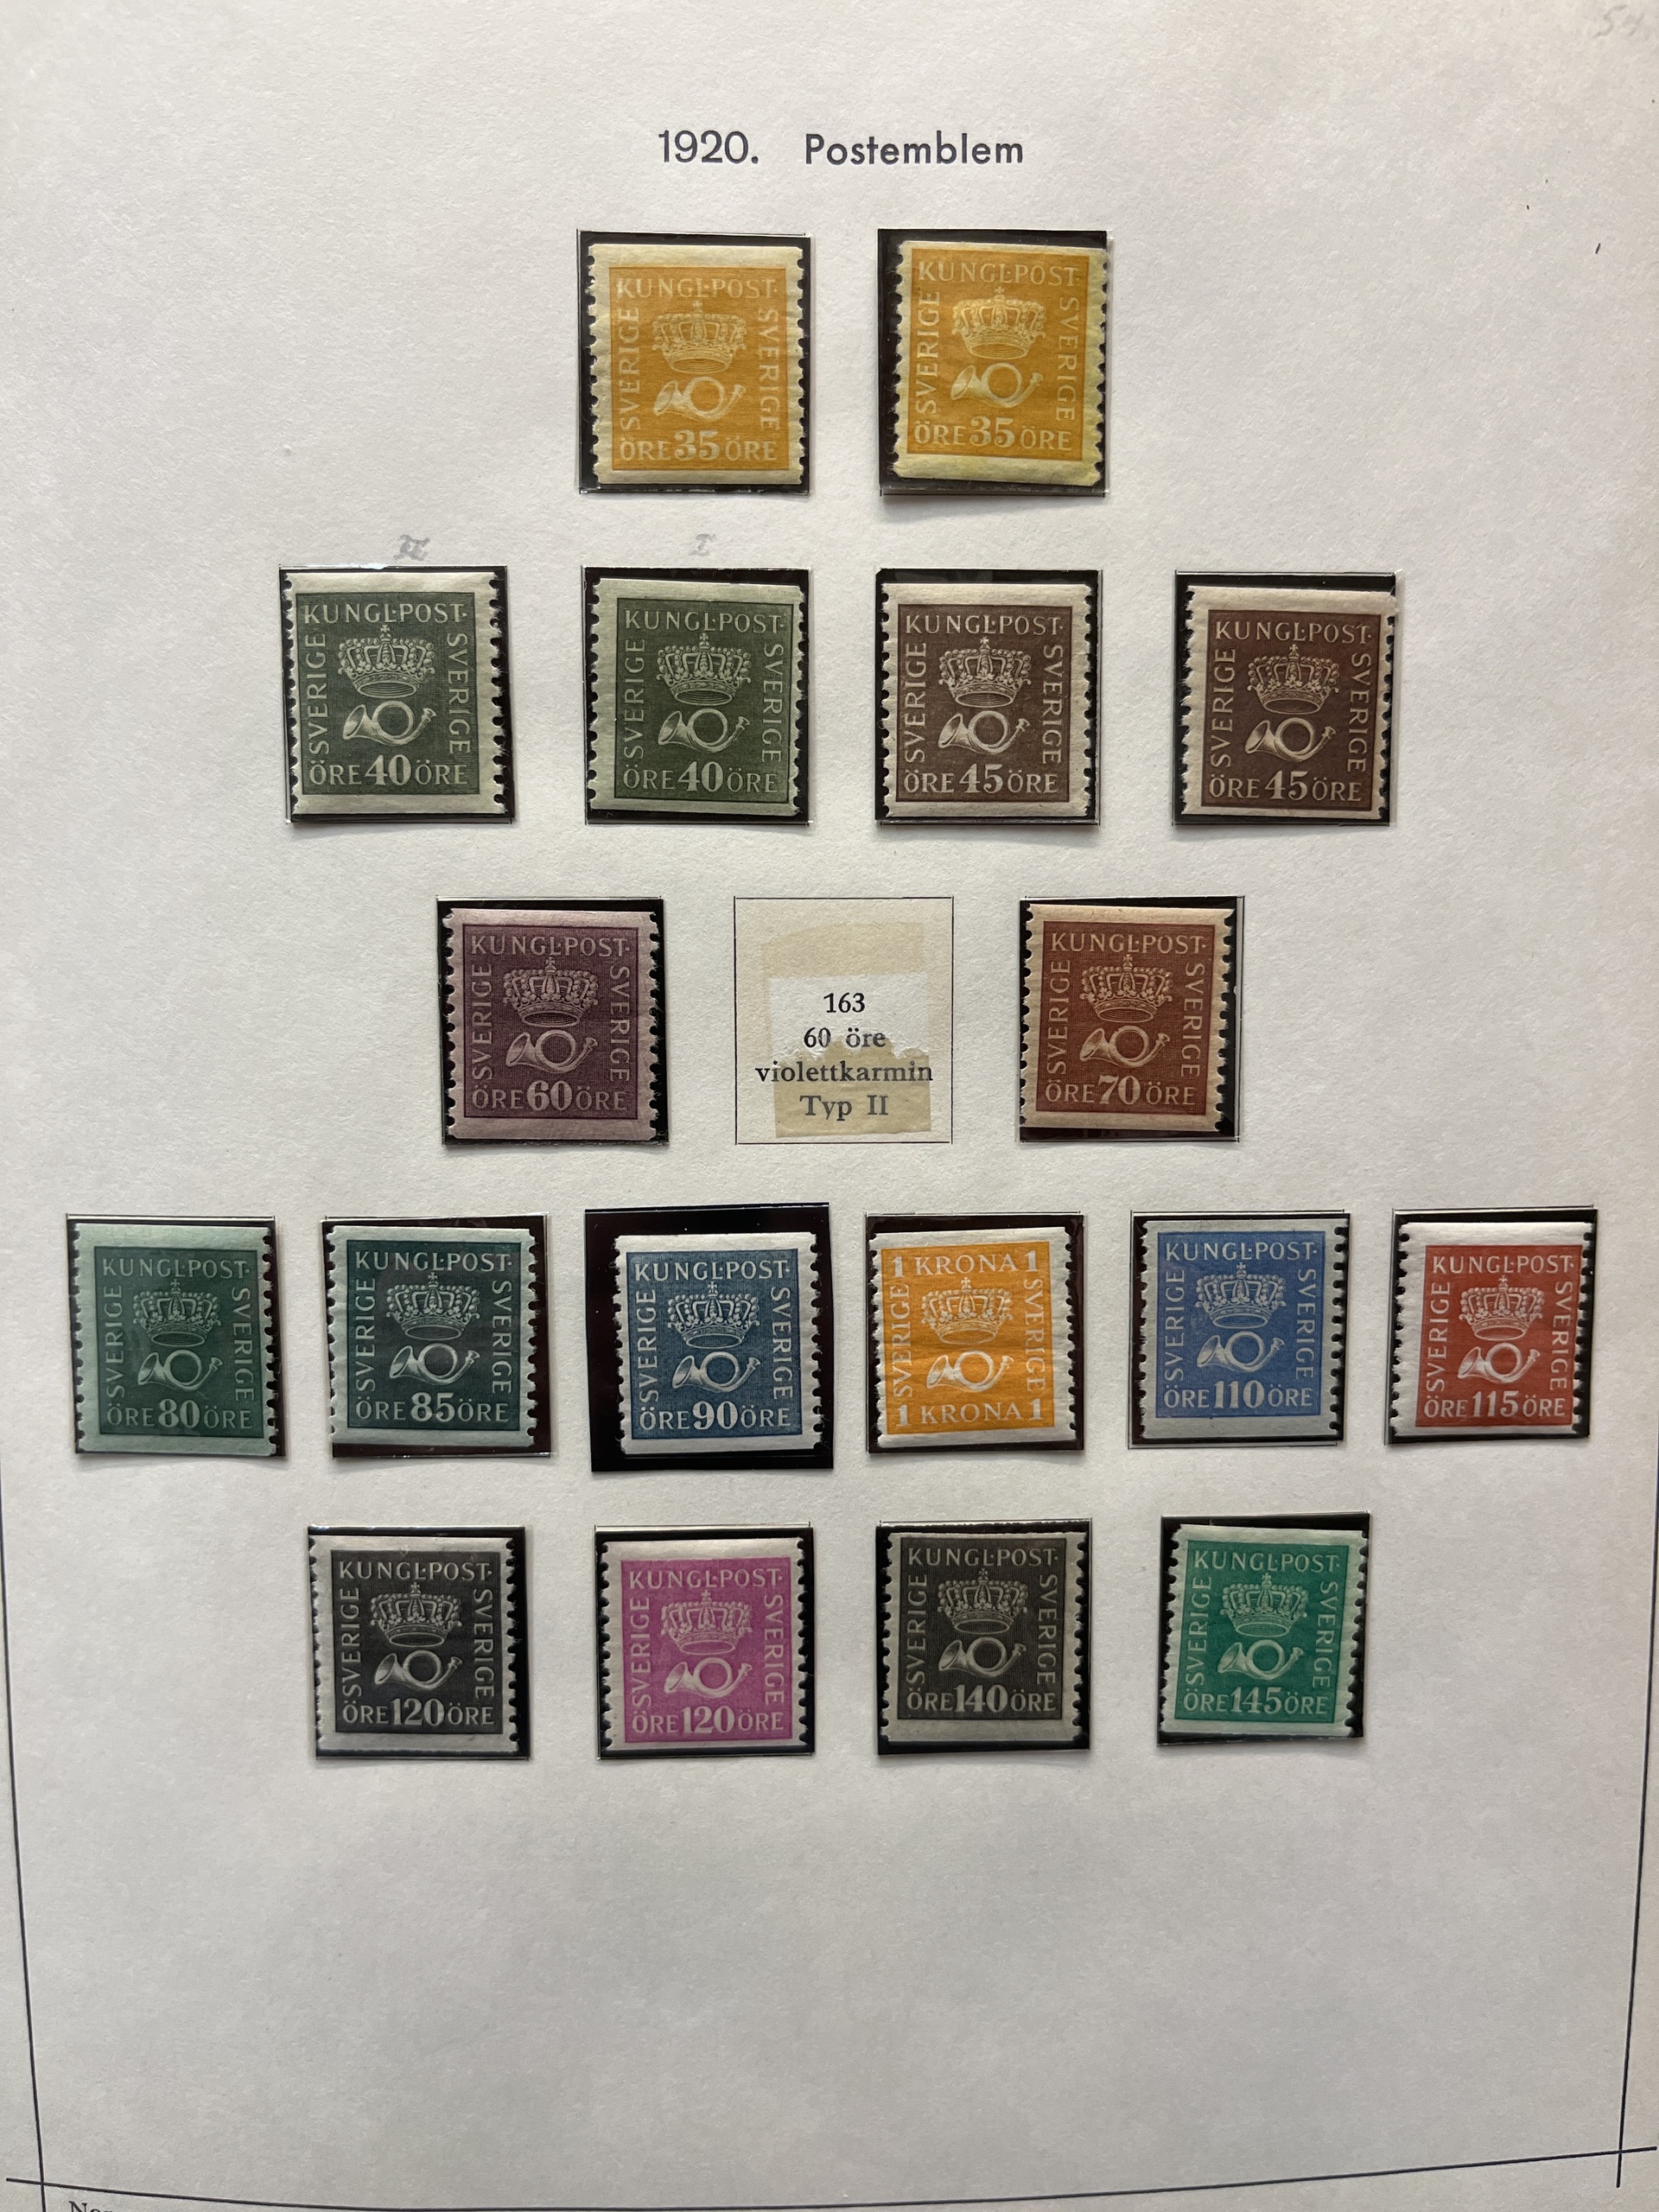 54
1920. Postemblem
KUNGL·POST·
SVERIGE
SVERIGE
ÖRE 35 ÖRE
KUNGL·POST·
SVERIGE
SVERIGE
ÖRE 35 ÖRE
II
I
KUNGL·POST·
SVERIGE
SVERIGE
ÖRE 40 ÖRE
KUNGL·POST·
SVERIGE
SVERIGE
ÖRE 40 ÖRE
KUNGL·POST·
SVERIGE
SVERIGE
ÖRE 45 ÖRE
KUNGL·POST·
SVERIGE
SVERIGE
ÖRE 45 ÖRE
KUNGL·POST·
SVERIGE
SVERIGE
ÖRE 60 ÖRE
163
60 öre
violettkarmin
Typ II
KUNGL·POST·
SVERIGE
SVERIGE
ÖRE 70 ÖRE
KUNGL·POST·
SVERIGE
SVERIGE
ÖRE 80 ÖRE
KUNGL·POST·
SVERIGE
SVERIGE
ÖRE 85 ÖRE
KUNGL·POST·
SVERIGE
SVERIGE
ÖRE 90 ÖRE
1 KRONA 1
SVERIGE
SVERIGE
1 KRONA 1
KUNGL·POST·
SVERIGE
SVERIGE
ÖRE 110 ÖRE
KUNGL·POST·
SVERIGE
SVERIGE
ÖRE 115 ÖRE
KUNGL·POST·
SVERIGE
SVERIGE
ÖRE 120 ÖRE
KUNGL·POST·
SVERIGE
SVERIGE
ÖRE 120 ÖRE
KUNGL·POST·
SVERIGE
SVERIGE
ÖRE 140 ÖRE
KUNGL·POST·
SVERIGE
SVERIGE
ÖRE 145 ÖRE